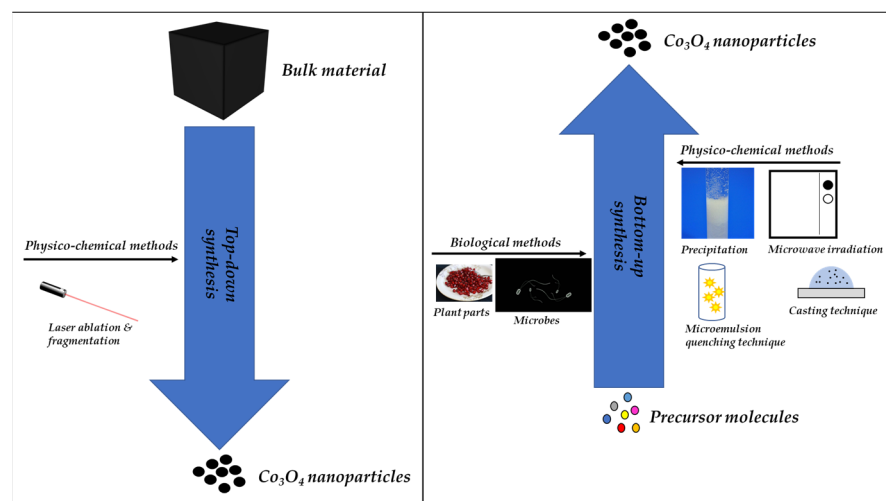 Bulk material
Top-down
synthesis
Physico-chemical methods
Laser ablation &
fragmentation
Co₃O₄ nanoparticles
Co₃O₄ nanoparticles
Bottom-up
synthesis
Physico-chemical methods
Precipitation
Microwave irradiation
Microemulsion
quenching technique
Casting technique
Biological methods
Plant parts
Microbes
Precursor molecules